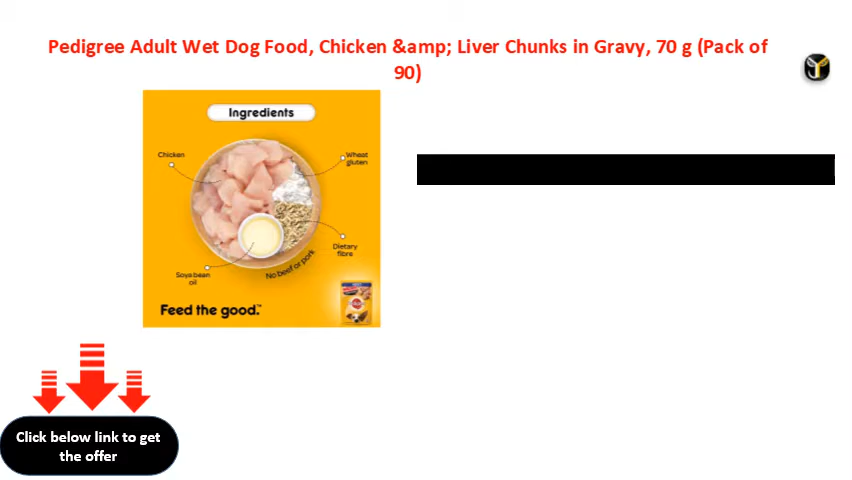 Pedigree Adult Wet Dog Food, Chicken &amp; Liver Chunks in Gravy, 70 g (Pack of
90)
Ingredients
Chicken
Wheat
gluten
Dietary
fibre
Soya bean
oil
No beef or pork
Feed the good.™
Click below link to get
the offer